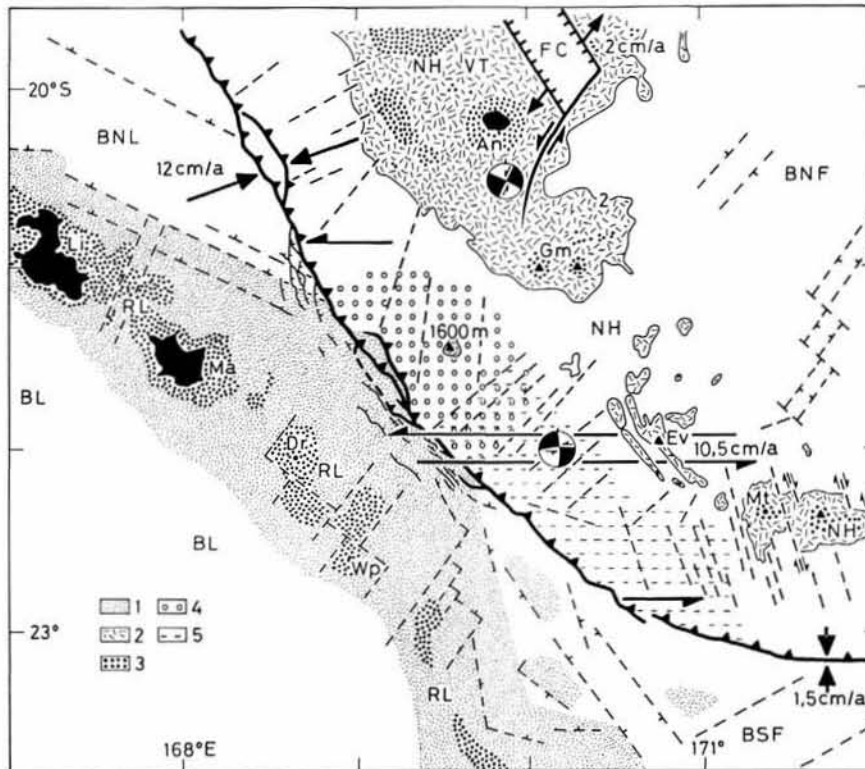 FC
2cm/a
NH VT
20°S
An
BNL
12cm/a
BNF
2
Li
Gm
RL
NH
1600m
Ma
BL
Ev
Dr
10,5cm/a
RL
Mt
BL
NH
Wp
1 4
2 5
3
23°
RL
1,5cm/a
BSF
168°E
171°